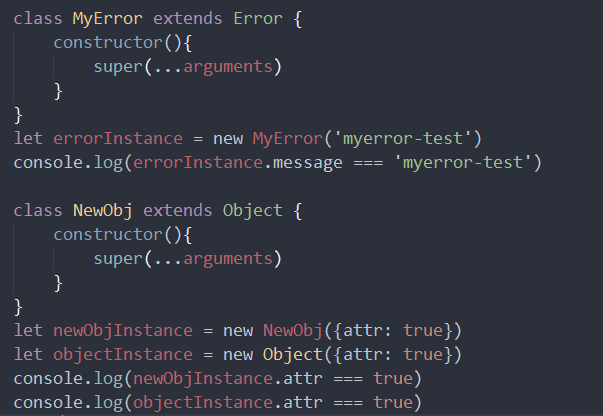 class MyError extends Error {
    constructor(){
        super(...arguments)
    }
}
let errorInstance = new MyError('myerror-test')
console.log(errorInstance.message === 'myerror-test')

class NewObj extends Object {
    constructor(){
        super(...arguments)
    }
}
let newObjInstance = new NewObj({attr: true})
let objectInstance = new Object({attr: true})
console.log(newObjInstance.attr === true)
console.log(objectInstance.attr === true)